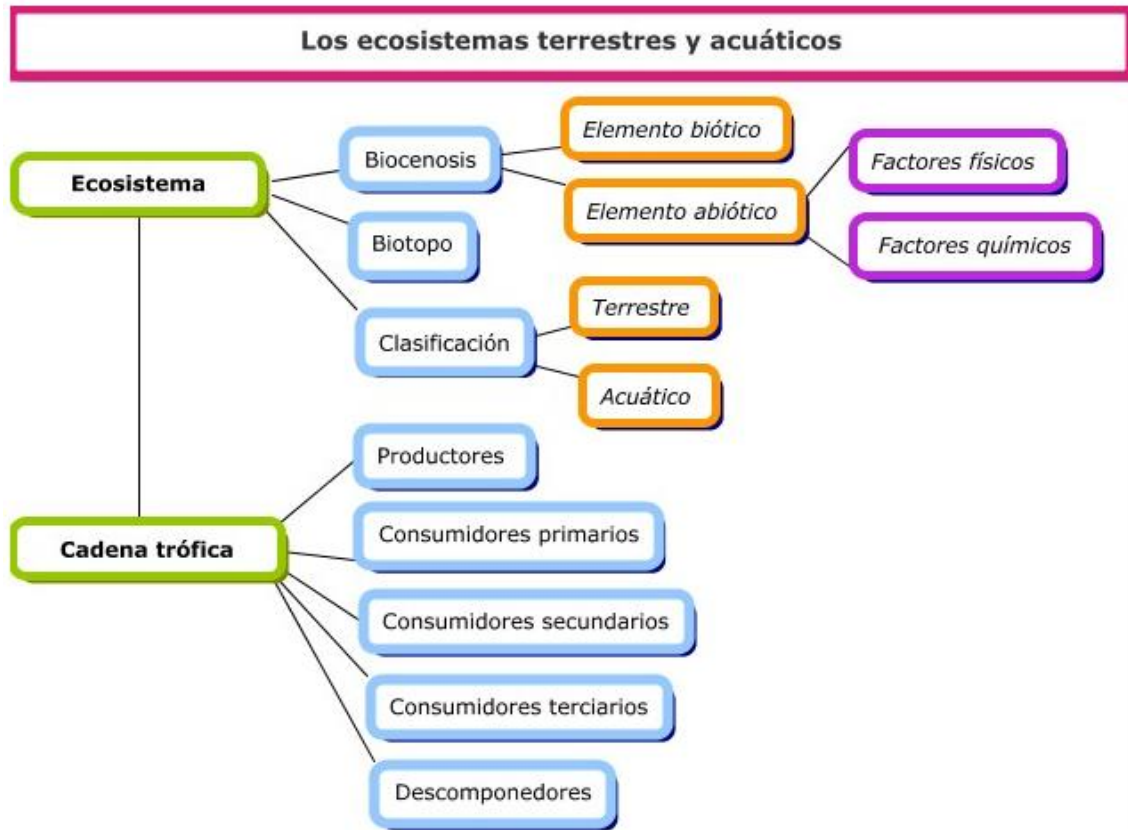 Los ecosistemas terrestres y acuáticos
Ecosistema
Biocenosis
Elemento biótico
Elemento abiótico
Factores físicos
Factores químicos
Biotopo
Clasificación
Terrestre
Acuático
Cadena trófica
Productores
Consumidores primarios
Consumidores secundarios
Consumidores terciarios
Descomponedores